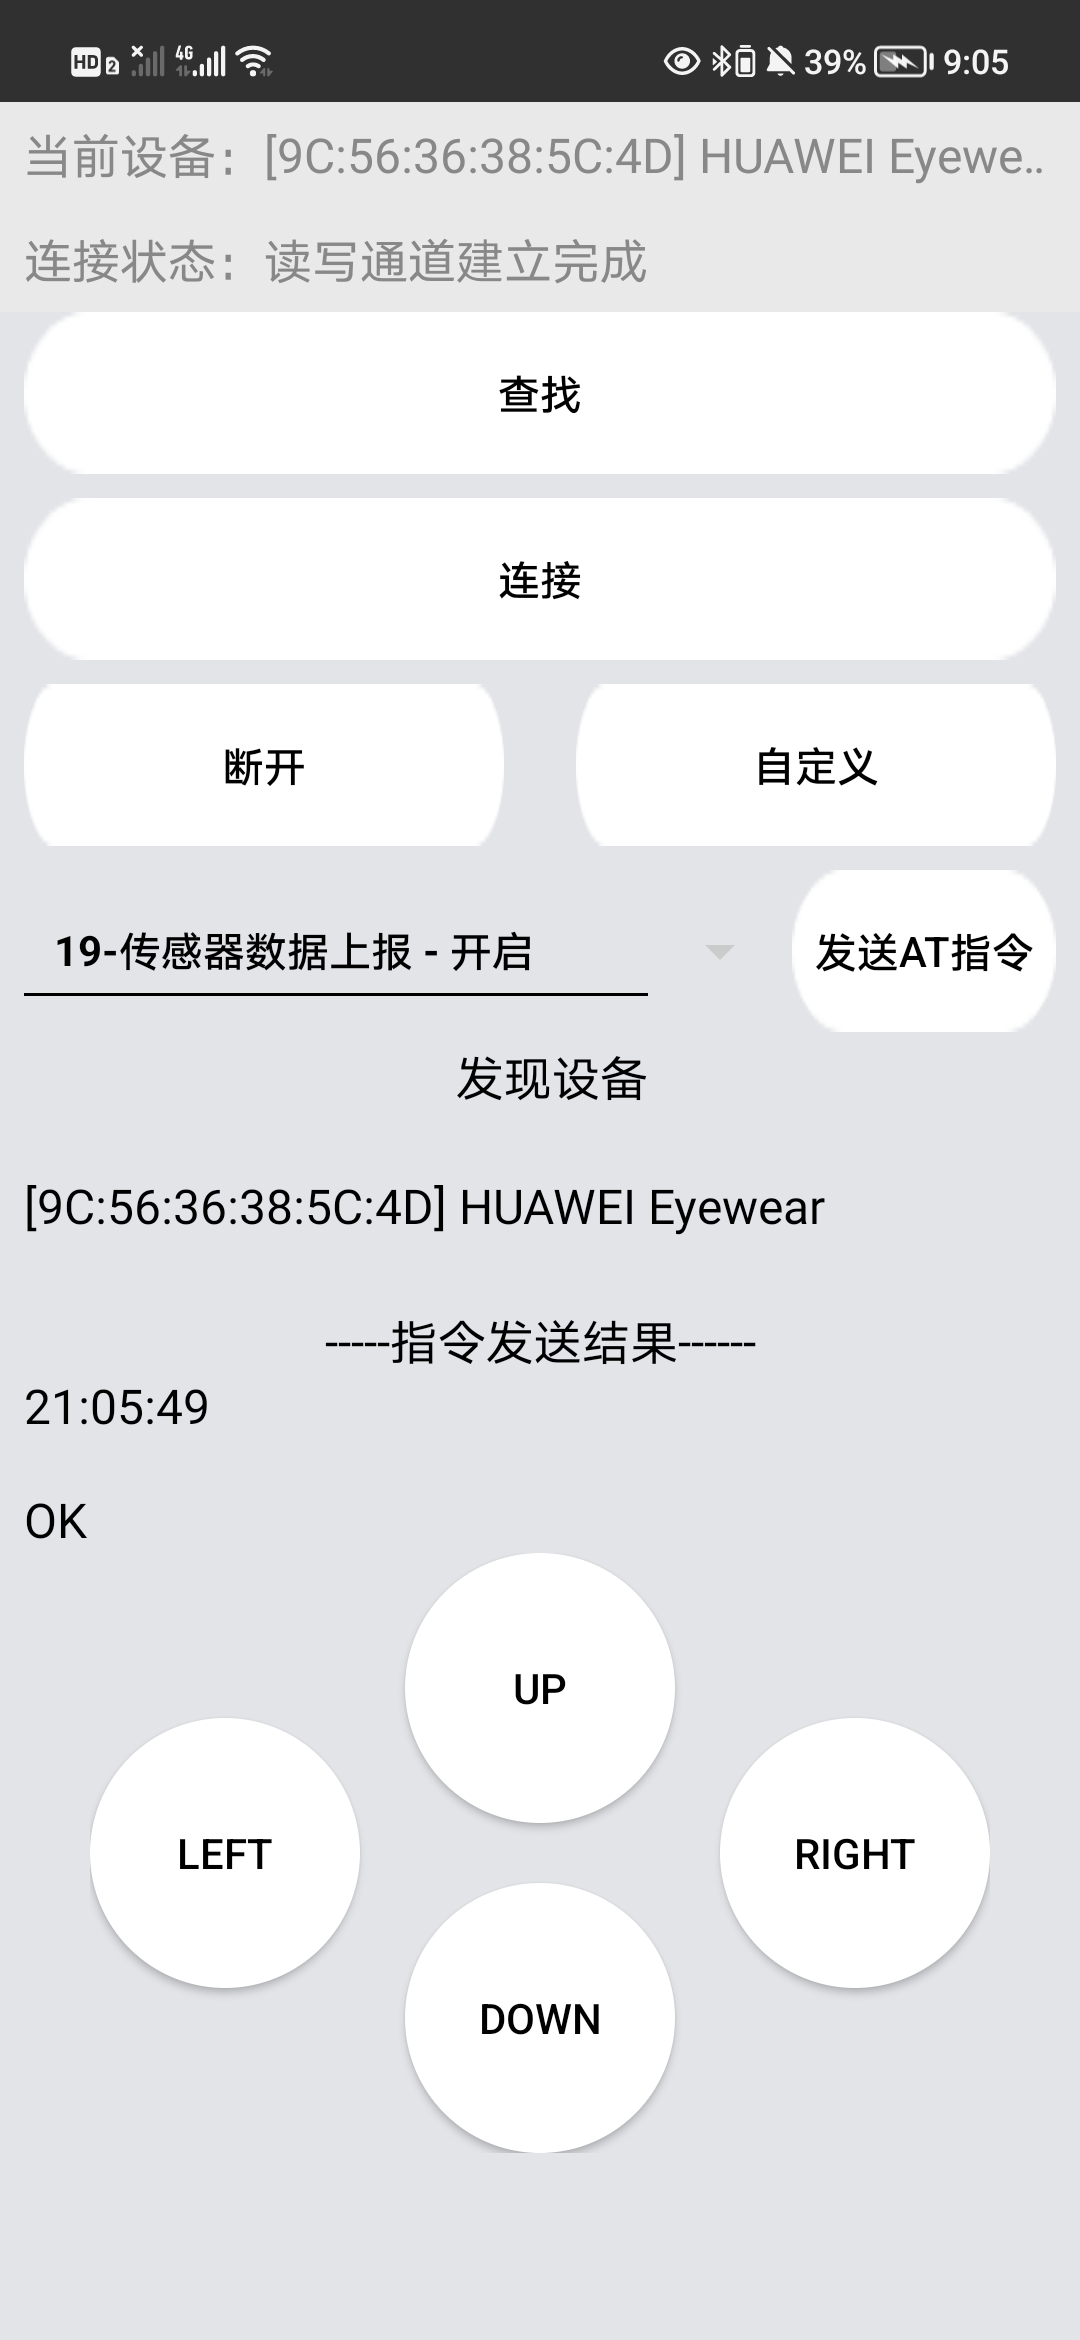 HD 2 4G 39% 9:05
当前设备：[9C:56:36:38:5C:4D] HUAWEI Eyewe...
连接状态：读写通道建立完成
查找
连接
断开 自定义
19-传感器数据上报 - 开启 发送AT指令
发现设备
[9C:56:36:38:5C:4D] HUAWEI Eyewear
-----指令发送结果------
21:05:49
OK
UP
LEFT RIGHT
DOWN